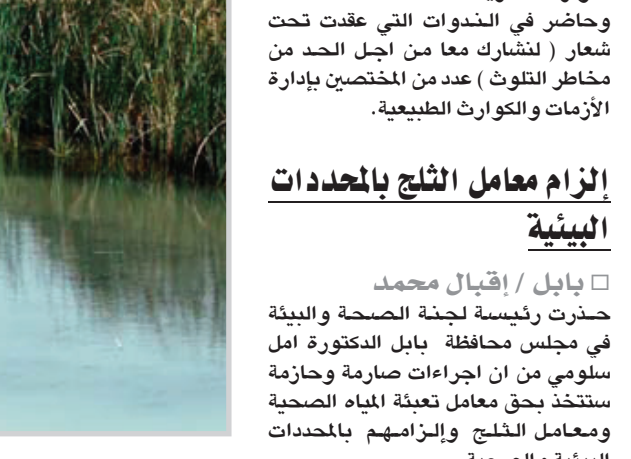 وحاضر في الندوات التي عقدت تحت
شعار ( لنشارك معا من اجل الحد من
مخاطر التلوث ) عدد من المختصين بإدارة
الأزمات والكوارث الطبيعية.
إلزام معامل الثلج بالمحددات
البيئية
□ بابل / إقبال محمد
حذرت رئيسة لجنة الصحة والبيئة
في مجلس محافظة بابل الدكتورة امل
سلومي من ان اجراءات صارمة وحازمة
ستتخذ بحق معامل تعبئة المياه الصحية
ومعامل الثلج وإلزامهم بالمحددات